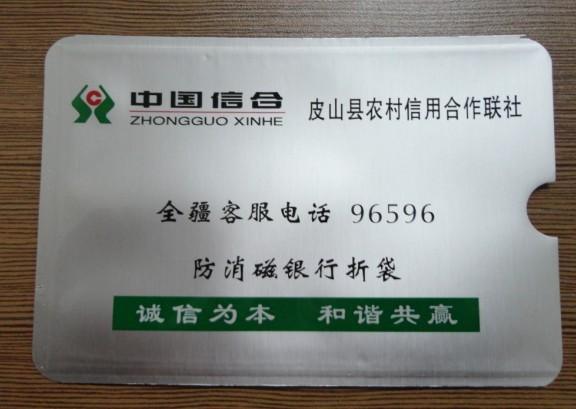 中国信合 皮山县农村信用合作联社
ZHONGGUO XINHE
全疆客服电话 96596
防消磁银行折袋
诚信为本 和谐共赢